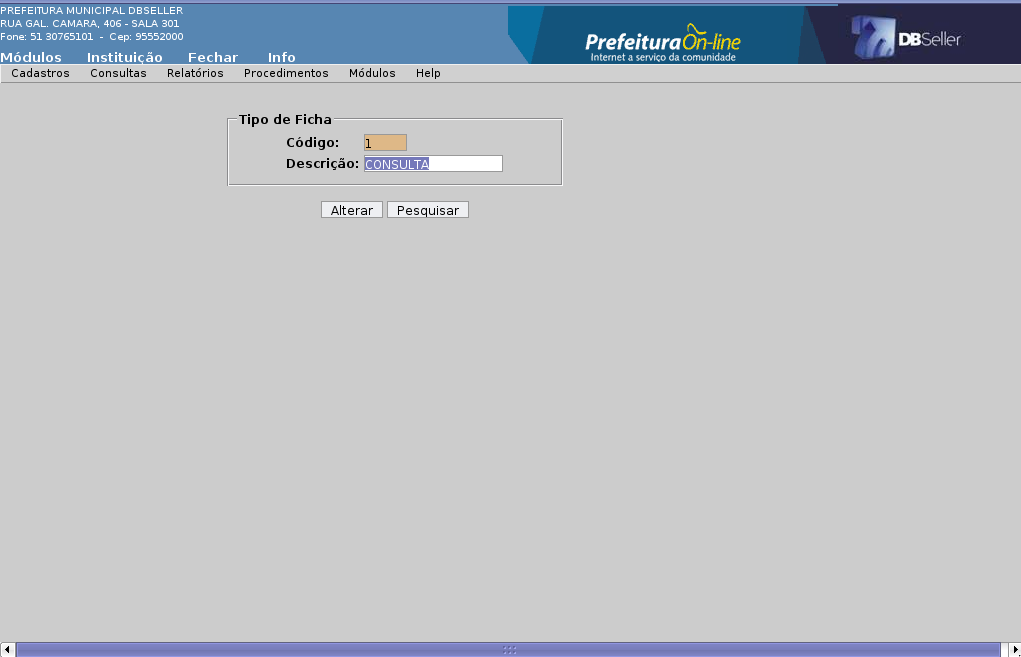 PREFEITURA MUNICIPAL DBSELLER
RUA GAL. CAMARA, 406 - SALA 301
Fone: 51 30765101 - Cep: 95552000
Prefeitura On-line
Internet a serviço da comunidade
DBSeller
Módulos Instituição Fechar Info
Cadastros Consultas Relatórios Procedimentos Módulos Help
Tipo de Ficha
Código: 1
Descrição: CONSULTA
Alterar Pesquisar